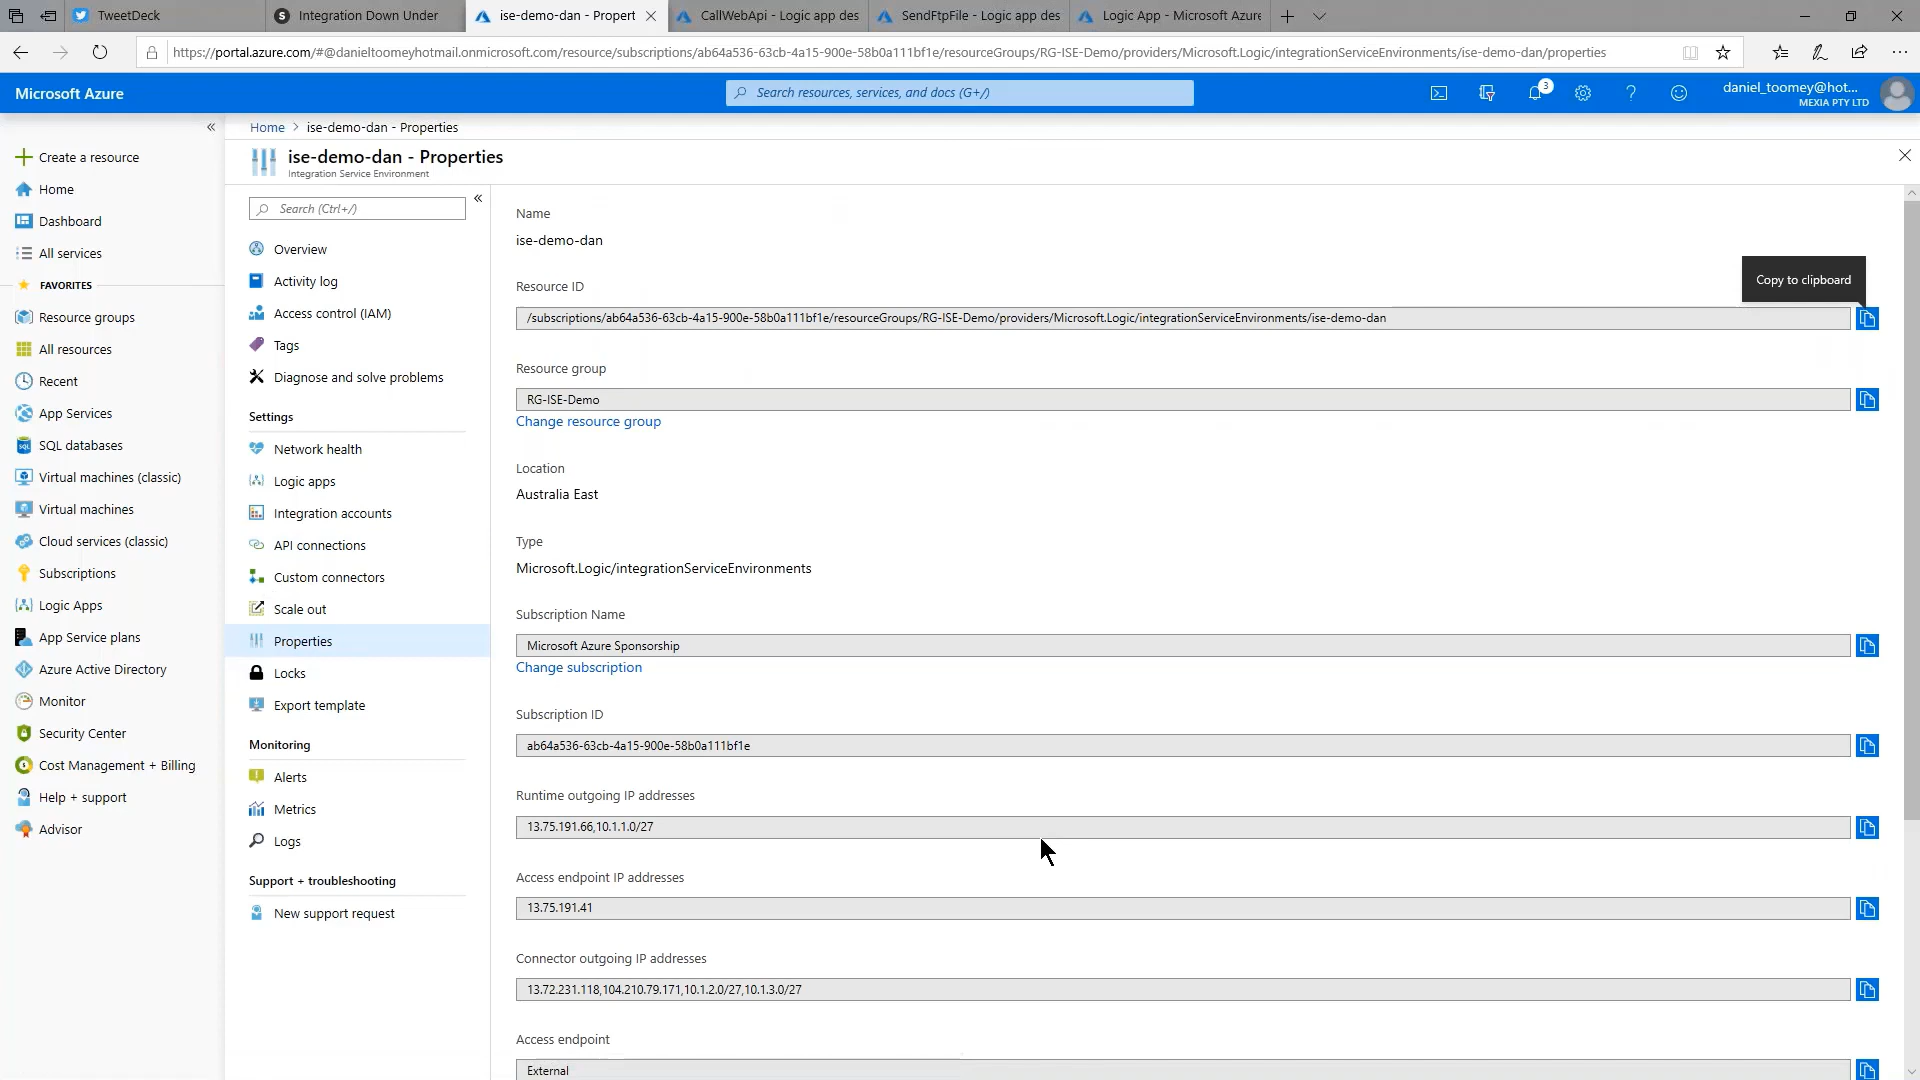 TweetDeck
Integration Down Under
ise-demo-dan - Propert
CallWebApi - Logic app des
SendFtpFile - Logic app des
Logic App - Microsoft Azure
https://portal.azure.com/#@danieltoomeyhotmail.onmicrosoft.com/resource/subscriptions/ab64a536-63cb-4a15-900e-58b0a111bf1e/resourceGroups/RG-ISE-Demo/providers/Microsoft.Logic/integrationServiceEnvironments/ise-demo-dan/properties
Microsoft Azure
Search resources, services, and docs (G+/)
3
daniel_toomey@hot...
MEXIA PTY LTD
Home > ise-demo-dan - Properties
ise-demo-dan - Properties
Integration Service Environment
Create a resource
Home
Dashboard
All services
FAVORITES
Resource groups
All resources
Recent
App Services
SQL databases
Virtual machines (classic)
Virtual machines
Cloud services (classic)
Subscriptions
Logic Apps
App Service plans
Azure Active Directory
Monitor
Security Center
Cost Management + Billing
Help + support
Advisor
Search (Ctrl+/)
Overview
Activity log
Access control (IAM)
Tags
Diagnose and solve problems
Settings
Network health
Logic apps
Integration accounts
API connections
Custom connectors
Scale out
Properties
Locks
Export template
Monitoring
Alerts
Metrics
Logs
Support + troubleshooting
New support request
Name
ise-demo-dan
Resource ID
Copy to clipboard
/subscriptions/ab64a536-63cb-4a15-900e-58b0a111bf1e/resourceGroups/RG-ISE-Demo/providers/Microsoft.Logic/integrationServiceEnvironments/ise-demo-dan
Resource group
RG-ISE-Demo
Change resource group
Location
Australia East
Type
Microsoft.Logic/integrationServiceEnvironments
Subscription Name
Microsoft Azure Sponsorship
Change subscription
Subscription ID
ab64a536-63cb-4a15-900e-58b0a111bf1e
Runtime outgoing IP addresses
13.75.191.66,10.1.1.0/27
Access endpoint IP addresses
13.75.191.41
Connector outgoing IP addresses
13.72.231.118,104.210.79.171,10.1.2.0/27,10.1.3.0/27
Access endpoint
External